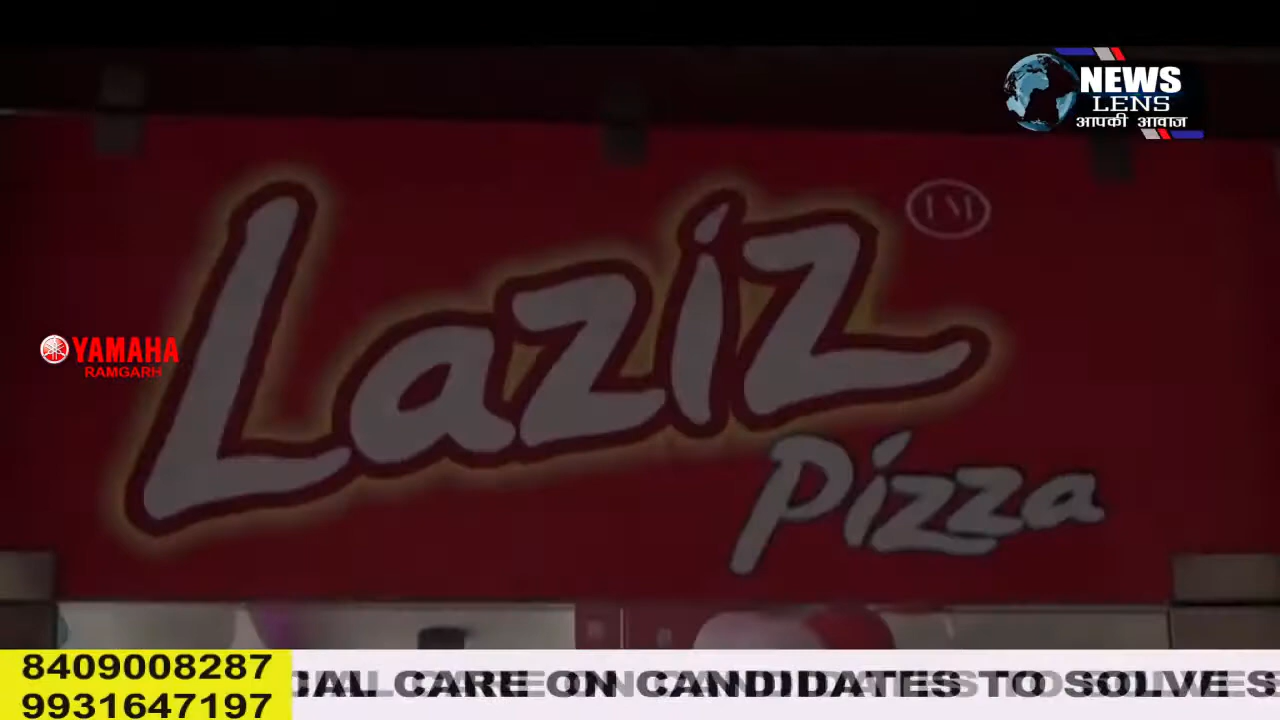 NEWS
LENS
आपकी आवाज
Laziz
TM
Pizza
YAMAHA
RAMGARH
8409008287
9931647197
CARE ON CANDIDATES TO SOLVE